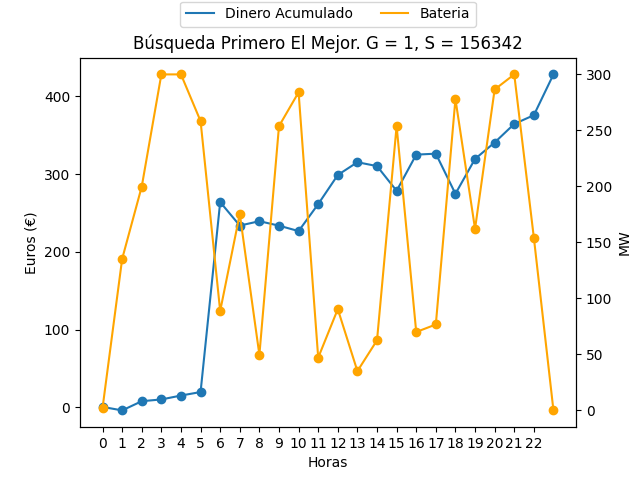 Dinero Acumulado Bateria
Búsqueda Primero El Mejor. G = 1, S = 156342
400
300
200
100
0
Euros (€)
300
250
200
150
100
50
0
MW
0 1 2 3 4 5 6 7 8 9 10 11 12 13 14 15 16 17 18 19 20 21 22
Horas